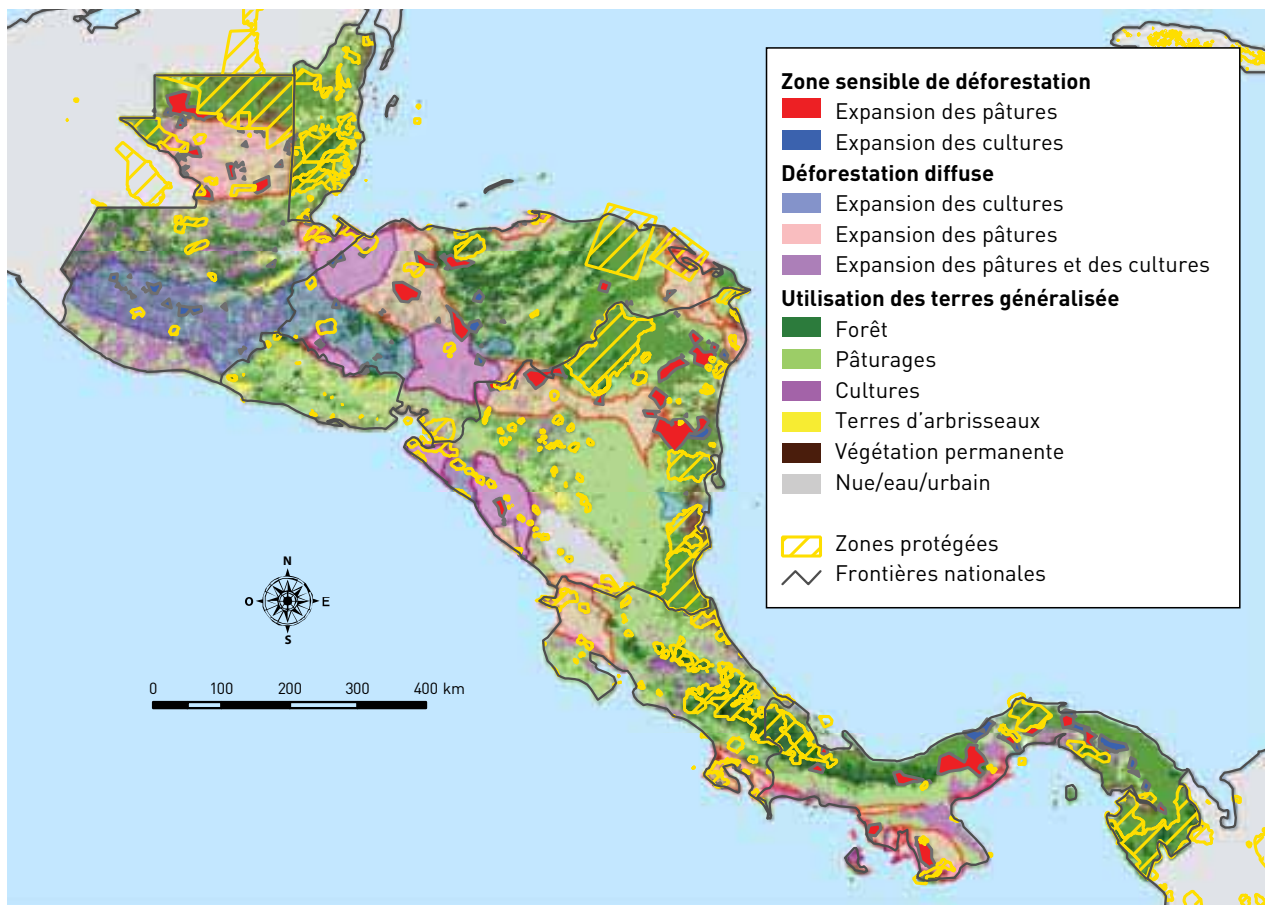 Zone sensible de déforestation
Expansion des pâtures
Expansion des cultures
Déforestation diffuse
Expansion des cultures
Expansion des pâtures
Expansion des pâtures et des cultures
Utilisation des terres généralisée
Forêt
Pâturages
Cultures
Terres d'arbrisseaux
Végétation permanente
Nue/eau/urbain
Zones protégées
Frontières nationales
N
O E
S
0 100 200 300 400 km